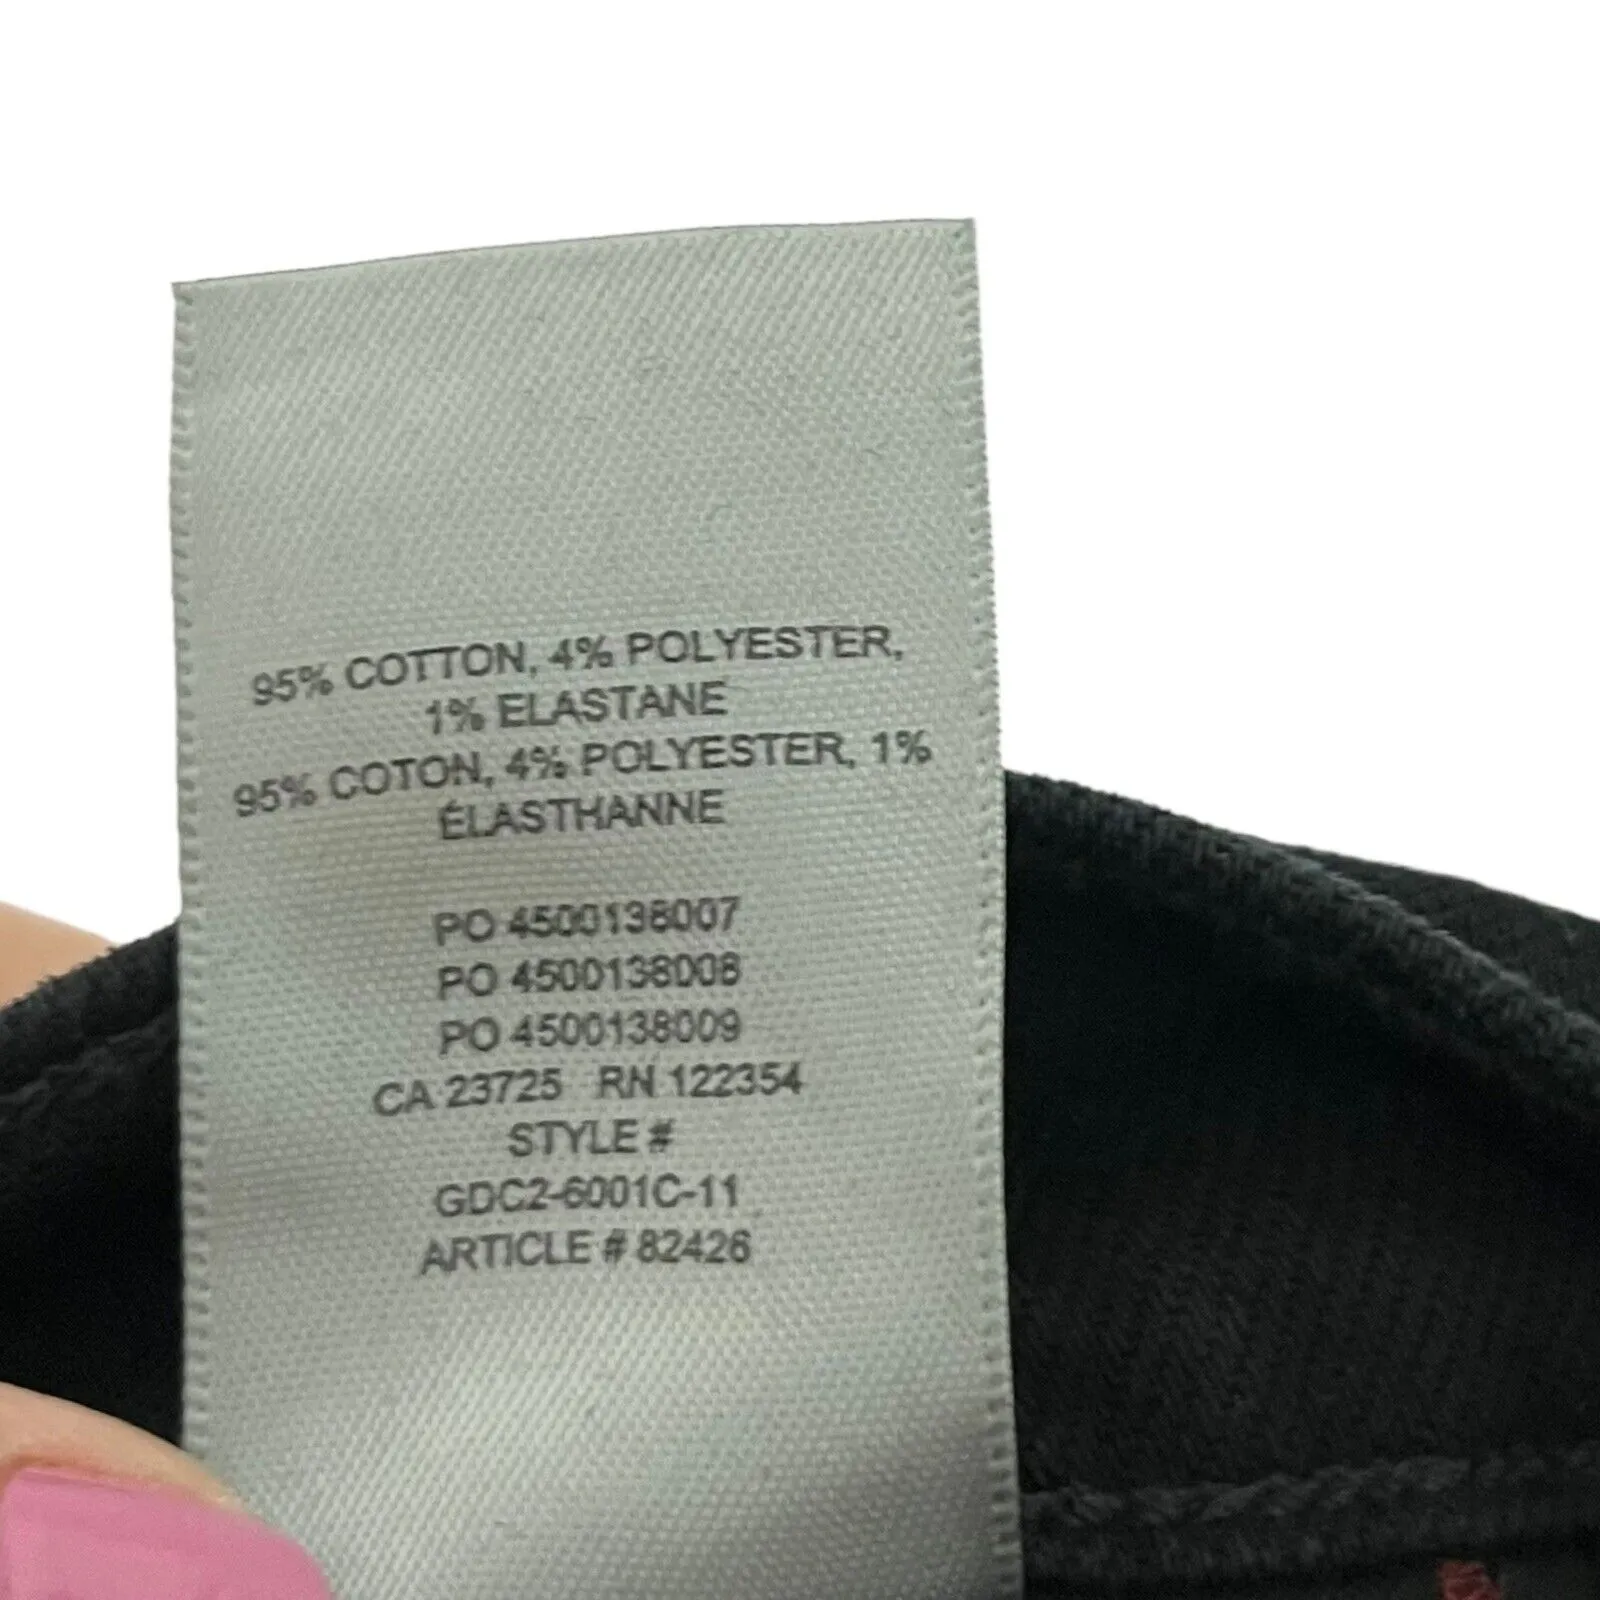 95% COTTON, 4% POLYESTER,
1% ELASTANE
95% COTON, 4% POLYESTER, 1%
ÉLASTHANNE
PO 4500138007
PO 4500138008
PO 4500138009
CA 23725 RN 122354
STYLE #
GDC2-6001C-11
ARTICLE # 82426